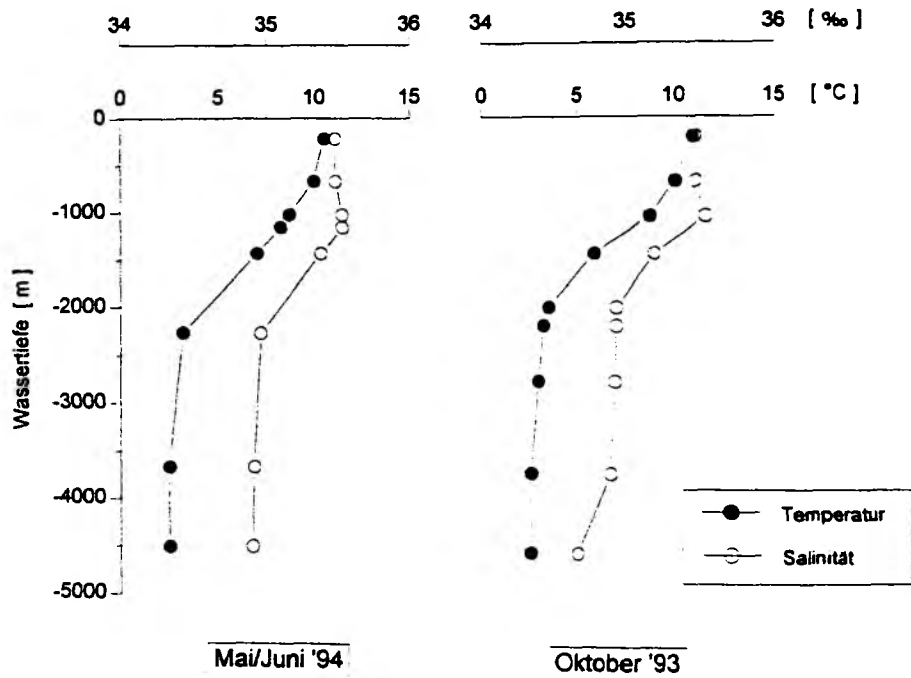 34 35 36 34 35 36 [ ‰ ]
0 5 10 15 0 5 10 15 [ °C ]
0
-1000
-2000
-3000
-4000
-5000
Wassertiefe [ m ]
Temperatur
Salinität
Mai/Juni '94 Oktober '93